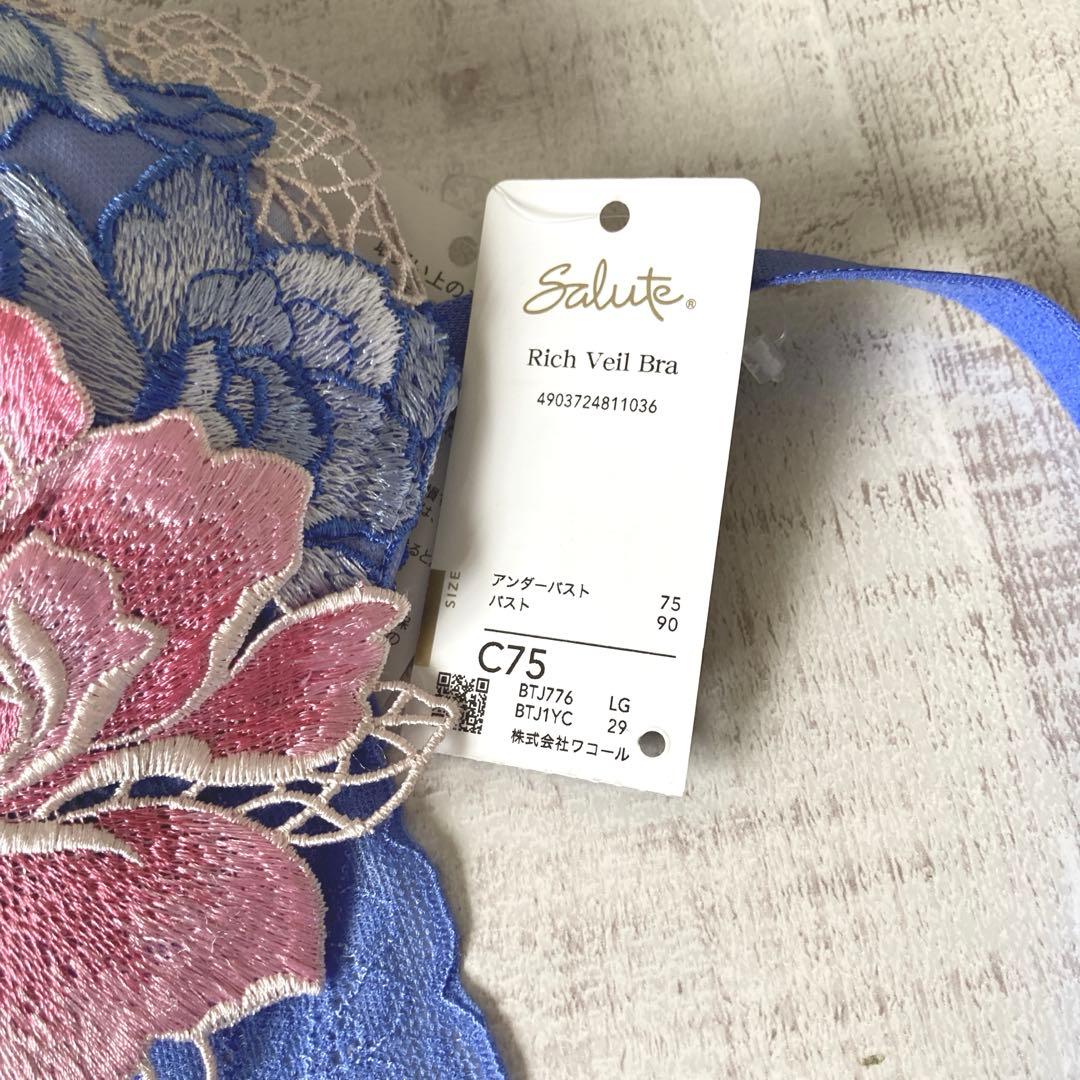 Salute®
Rich Veil Bra
4903724811036
SIZE
アンダーバスト 75
バスト 90
C75
BTJ776 LG
BTJ1YC 29
株式会社ワコール